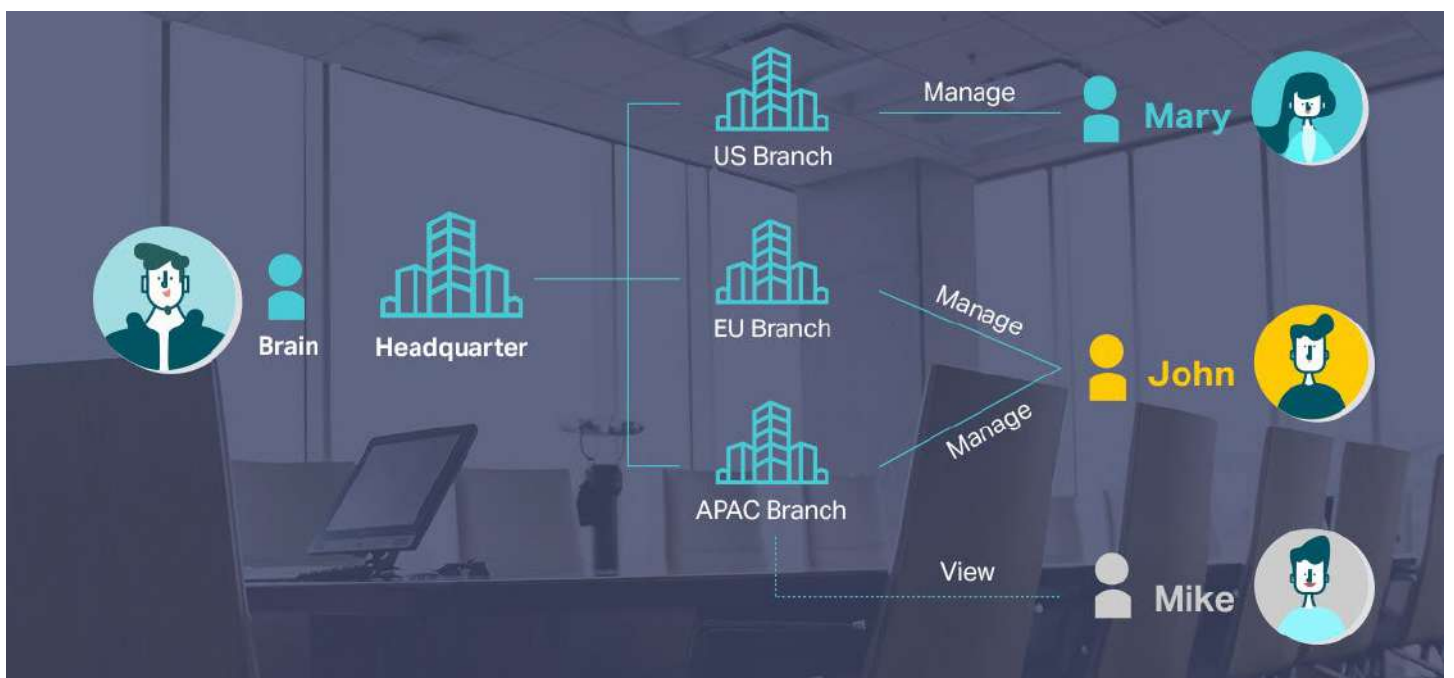 US Branch
Manage
Mary
Brain
Headquarter
EU Branch
Manage
John
Manage
APAC Branch
View
Mike